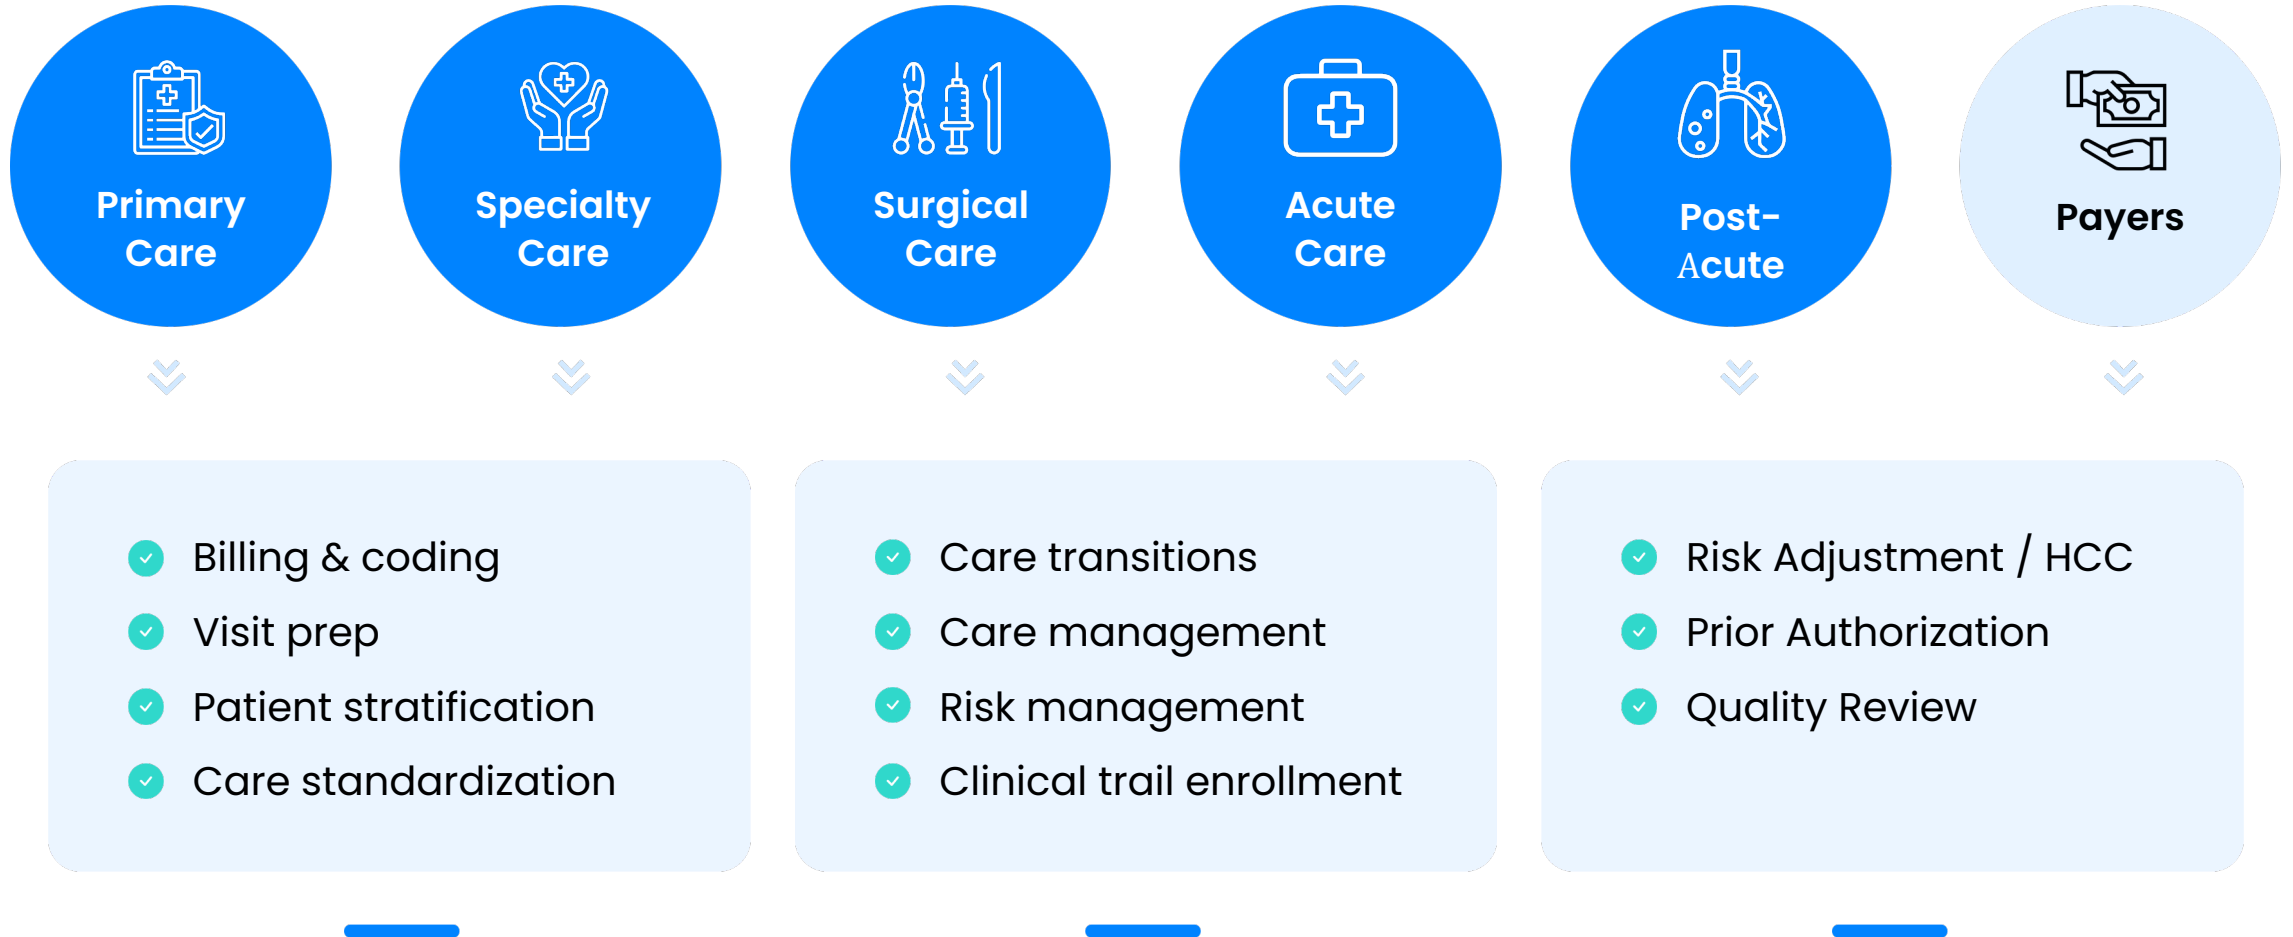 Primary
Care
Specialty
Care
Surgical
Care
Acute
Care
Post-
Acute
Payers
Billing & coding
Visit prep
Patient stratification
Care standardization
Care transitions
Care management
Risk management
Clinical trail enrollment
Risk Adjustment / HCC
Prior Authorization
Quality Review